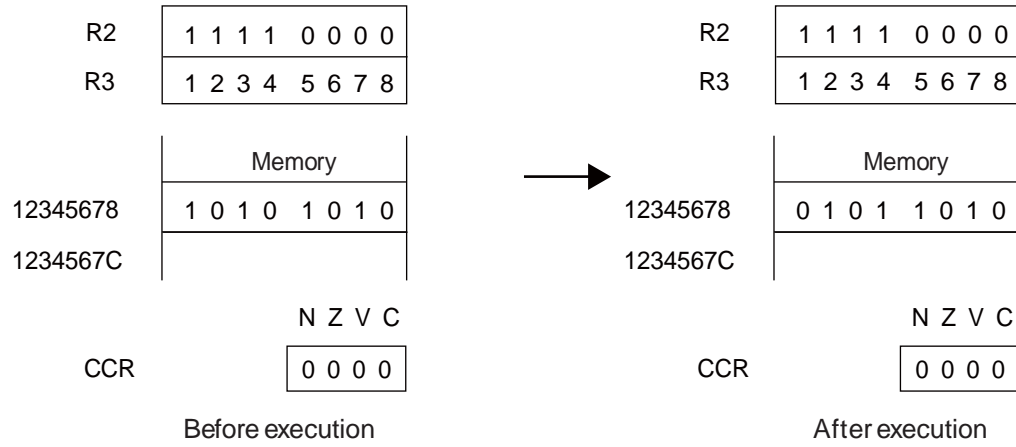 R2 1 1 1 1 0 0 0 0 R2 1 1 1 1 0 0 0 0
R3 1 2 3 4 5 6 7 8 R3 1 2 3 4 5 6 7 8
Memory Memory
12345678 1 0 1 0 1 0 1 0 12345678 0 1 0 1 1 0 1 0
1234567C 1234567C
N Z V C N Z V C
CCR 0 0 0 0 CCR 0 0 0 0
Before execution After execution